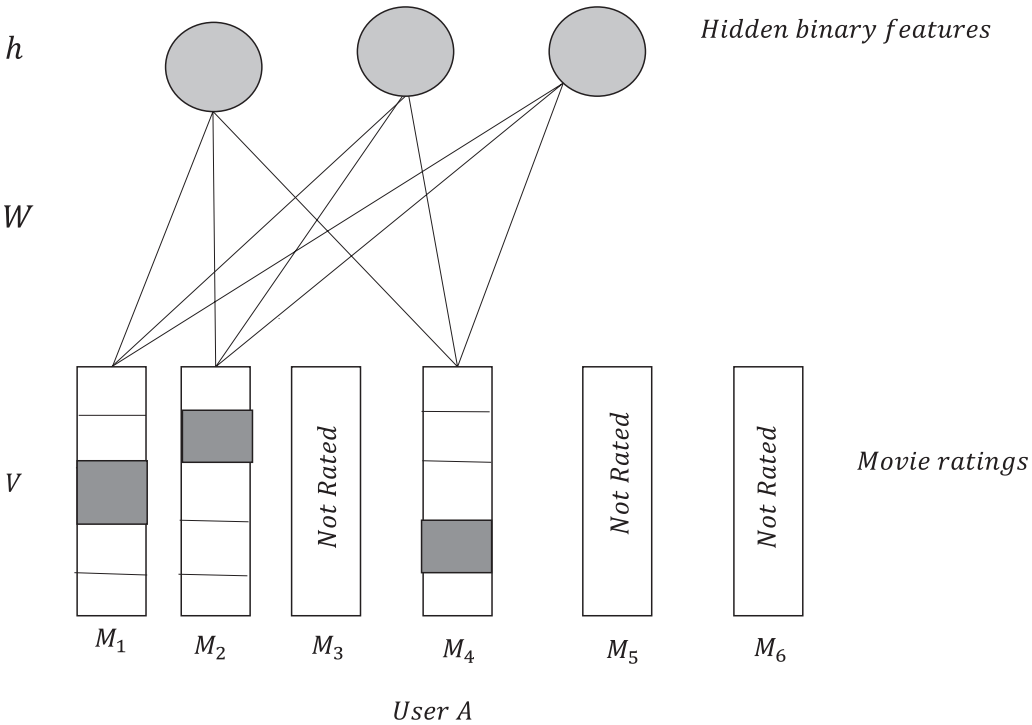 h
Hidden binary features
W
V
Not Rated
Not Rated
Not Rated
Movie ratings
M₁
M₂
M₃
M₄
M₅
M₆
User A